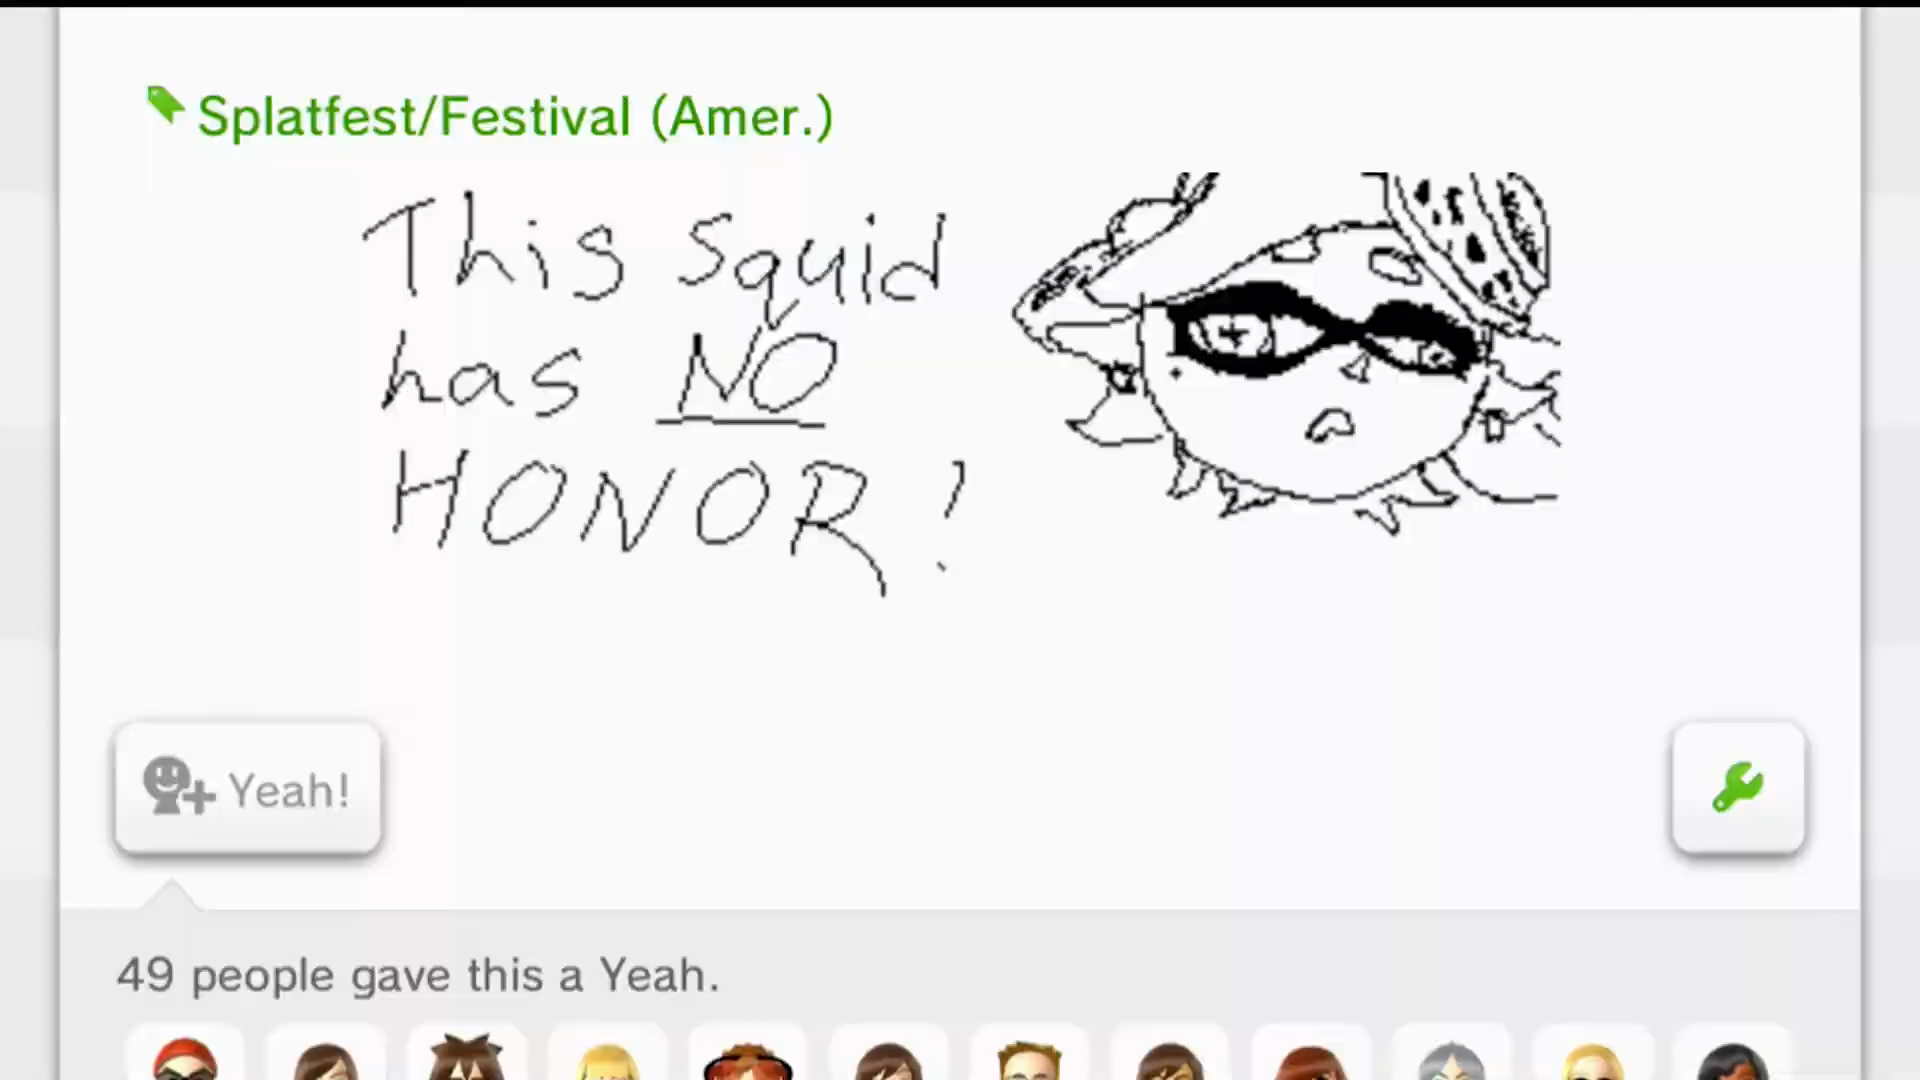 Splatfest/Festival (Amer.)
This Squid
has NO
HONOR!
Yeah!
49 people gave this a Yeah.